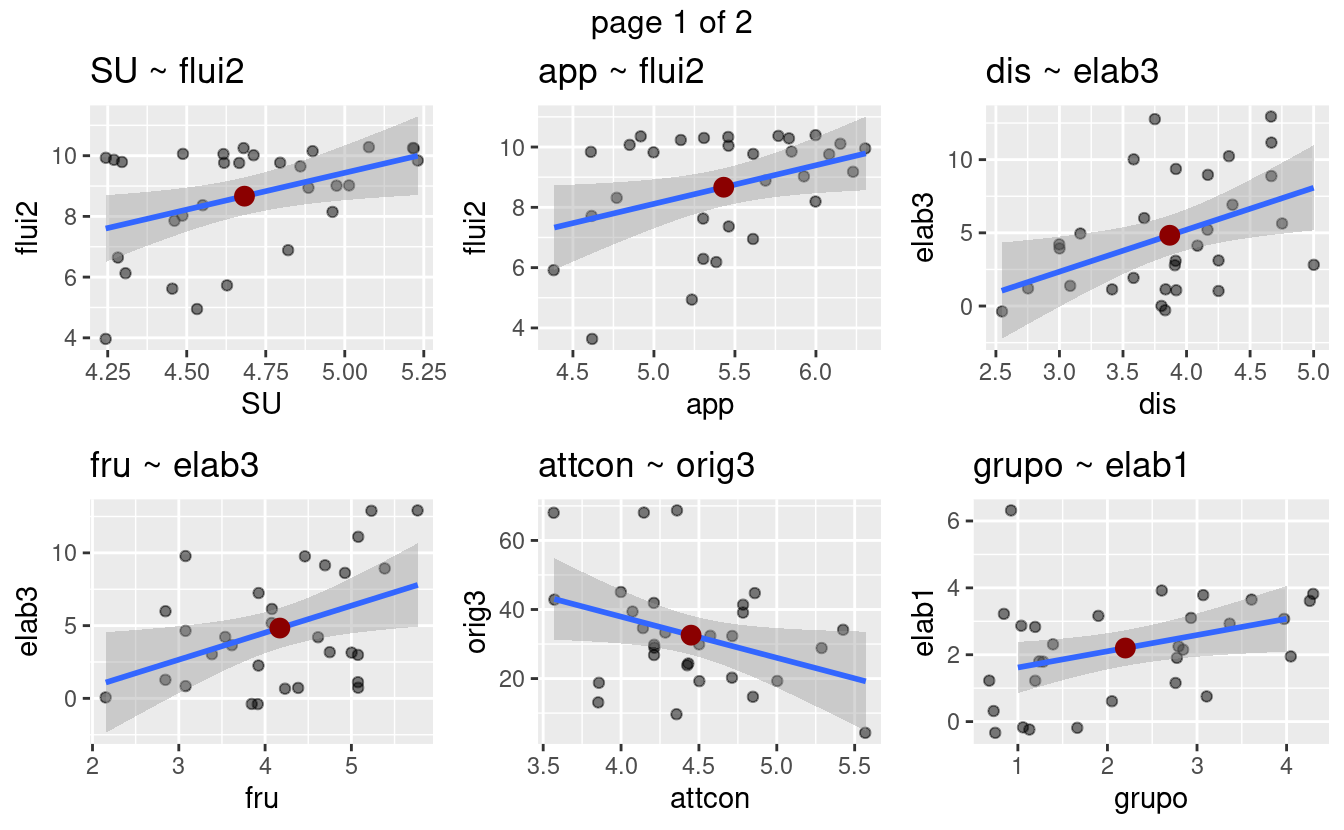 page 1 of 2
SU ~ flui2
app ~ flui2
dis ~ elab3
flui2
10
8
6
4
4.25 4.50 4.75 5.00 5.25
SU
flui2
10
8
6
4
4.5 5.0 5.5 6.0
app
elab3
10
5
0
2.5 3.0 3.5 4.0 4.5 5.0
dis
fru ~ elab3
attcon ~ orig3
grupo ~ elab1
elab3
10
5
0
2 3 4 5
fru
orig3
60
40
20
3.5 4.0 4.5 5.0 5.5
attcon
elab1
6
4
2
0
1 2 3 4
grupo